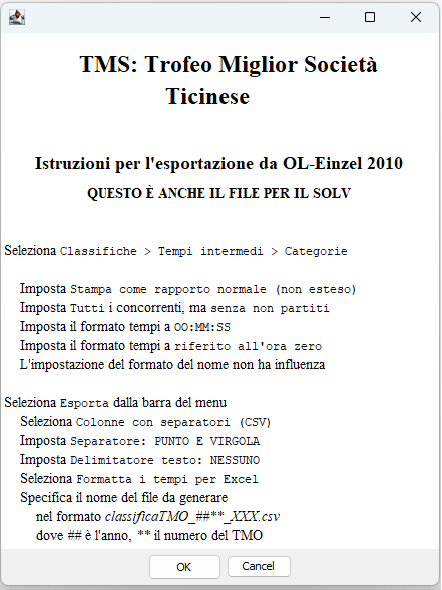 TMS: Trofeo Miglior Società
Ticinese
Istruzioni per l'esportazione da OL-Einzel 2010
QUESTO È ANCHE IL FILE PER IL SOLV
Seleziona Classifiche > Tempi intermedi > Categorie
Imposta Stampa come rapporto normale (non esteso)
Imposta Tutti i concorrenti, ma senza non partiti
Imposta il formato tempi a OO:MM:SS
Imposta il formato tempi a riferito all'ora zero
L'impostazione del formato del nome non ha influenza
Seleziona Esporta dalla barra del menu
Seleziona Colonne con separatori (CSV)
Imposta Separatore: PUNTO E VIRGOLA
Imposta Delimitatore testo: NESSUNO
Seleziona Formatta i tempi per Excel
Specifica il nome del file da generare
nel formato classificaTMO_##**_XXX.csv
dove ## è l'anno, ** il numero del TMO
OK Cancel